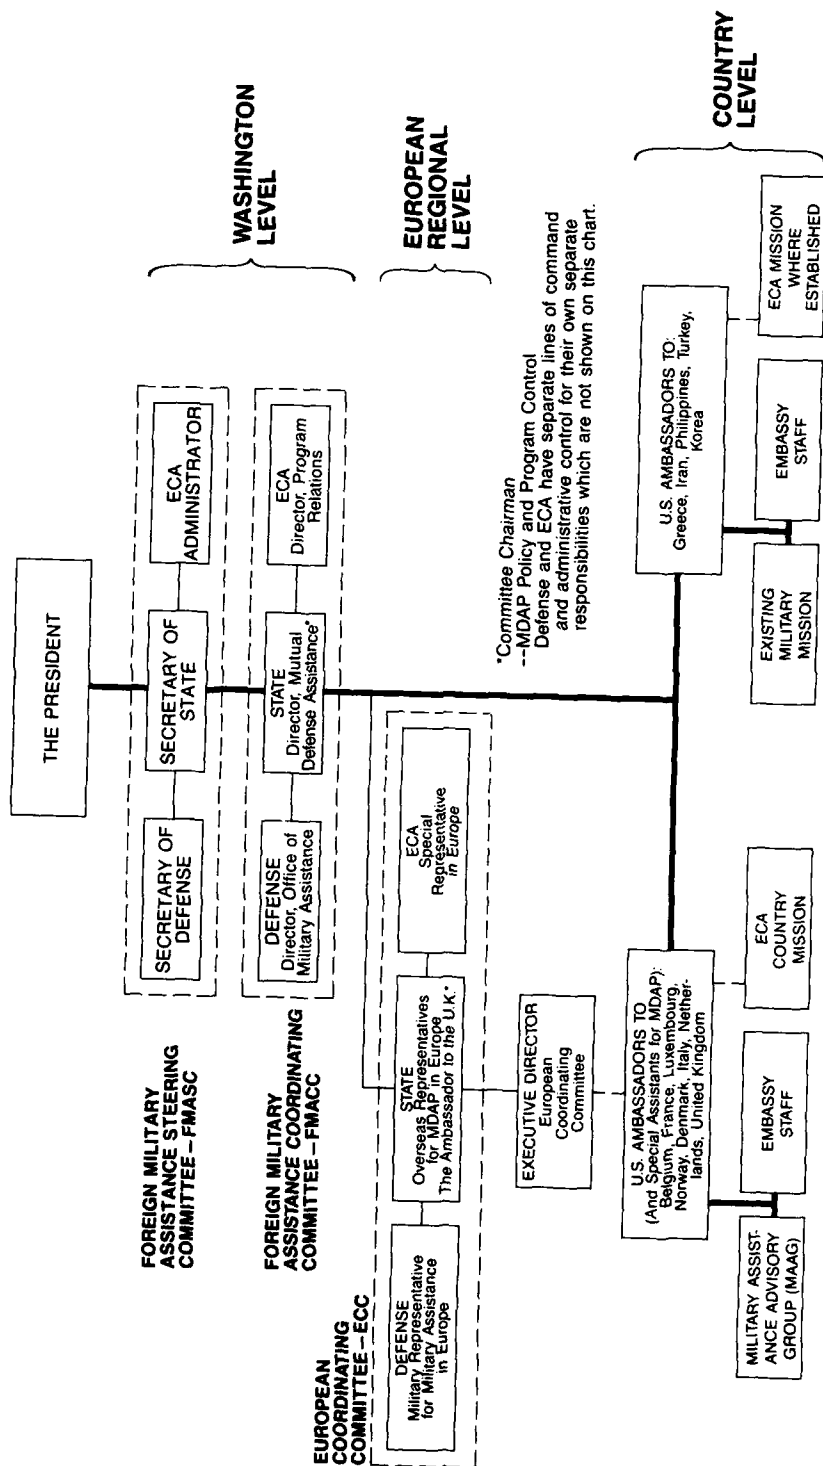 THE PRESIDENT
FOREIGN MILITARY
ASSISTANCE STEERING
COMMITTEE–FMASC
SECRETARY OF
DEFENSE
SECRETARY OF
STATE
ECA
ADMINISTRATOR
WASHINGTON
LEVEL
FOREIGN MILITARY
ASSISTANCE COORDINATING
COMMITTEE–FMACC
DEFENSE
Director, Office of
Military Assistance
STATE
Director, Mutual
Defense Assistance*
ECA
Director, Program
Relations
EUROPEAN
COORDINATING
COMMITTEE–ECC
DEFENSE
Military Representative
for Military Assistance
in Europe
STATE
Overseas Representatives
for MDAP in Europe
The Ambassador to the U.K.*
ECA
Special
Representative
in Europe
EUROPEAN
REGIONAL
LEVEL
EXECUTIVE DIRECTOR
European
Coordinating
Committee
*Committee Chairman
---MDAP Policy and Program Control
Defense and ECA have separate lines of command
and administrative control for their own separate
responsibilities which are not shown on this chart.
U.S. AMBASSADORS TO
(And Special Assistants for MDAP):
Belgium, France, Luxembourg,
Norway, Denmark, Italy, Nether-
lands, United Kingdom
U.S. AMBASSADORS TO:
Greece, Iran, Philippines, Turkey,
Korea
COUNTRY
LEVEL
MILITARY ASSIST-
ANCE ADVISORY
GROUP (MAAG)
EMBASSY
STAFF
ECA
COUNTRY
MISSION
EXISTING
MILITARY
MISSION
EMBASSY
STAFF
ECA MISSION
WHERE
ESTABLISHED